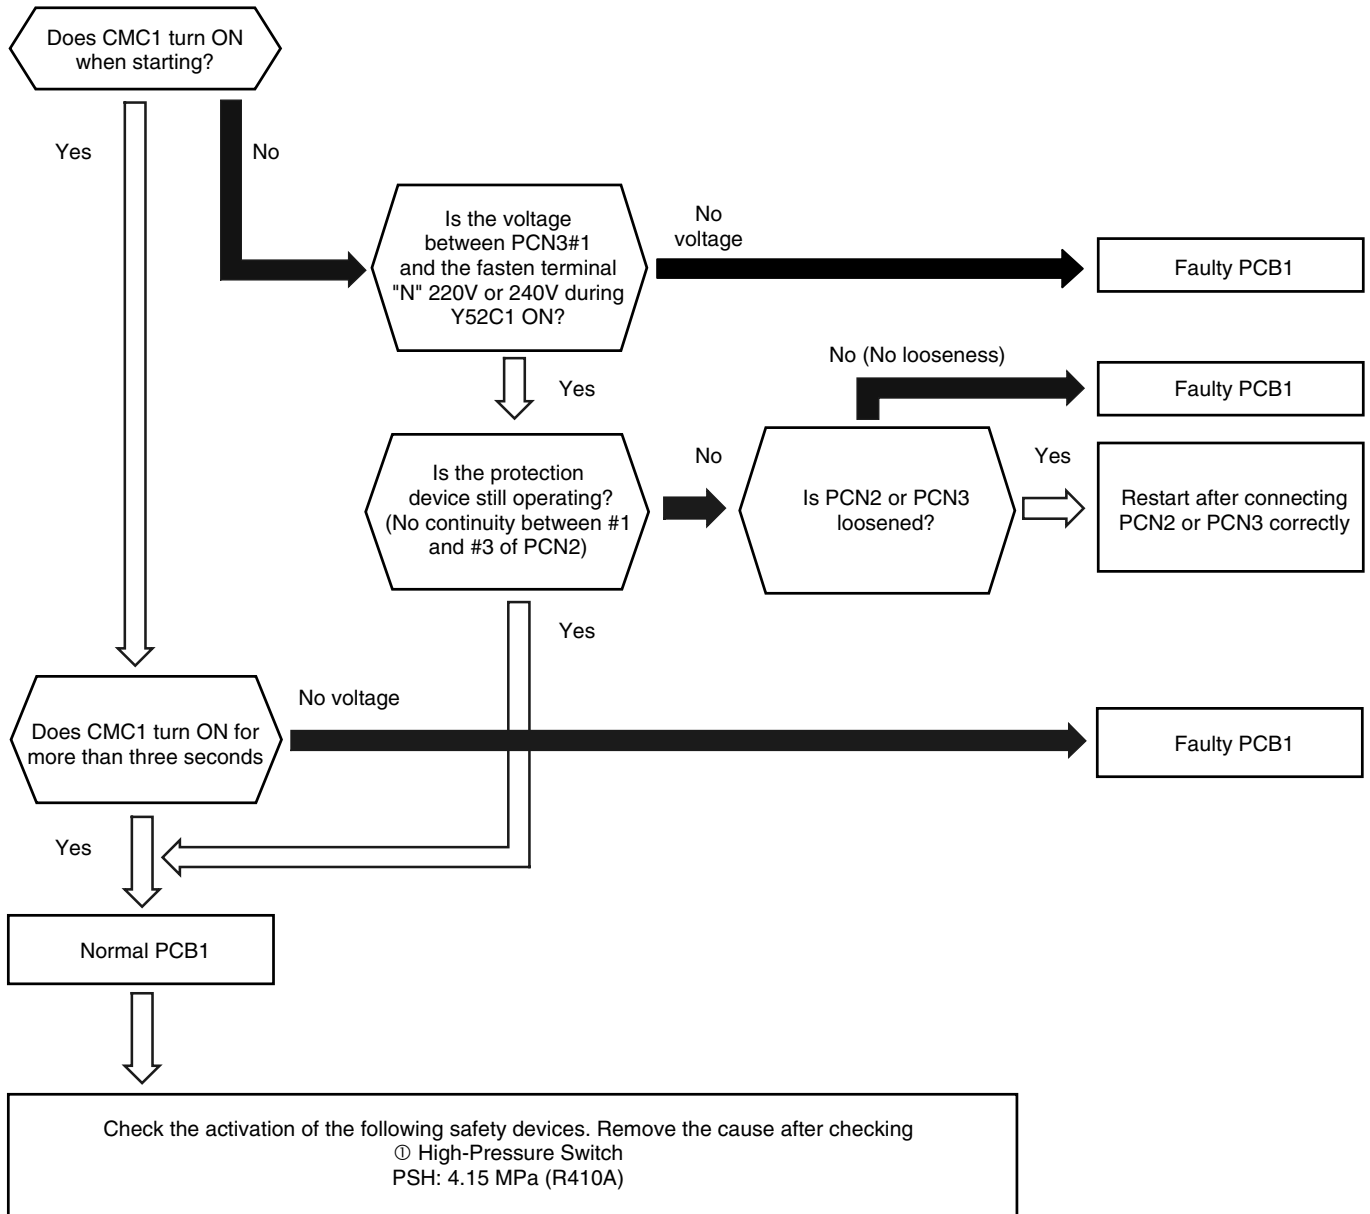 Does CMC1 turn ON
when starting?
Yes
No
Is the voltage
between PCN3#1
and the fasten terminal
"N" 220V or 240V during
Y52C1 ON?
No
voltage
Faulty PCB1
Yes
No (No looseness)
Faulty PCB1
Is the protection
device still operating?
(No continuity between #1
and #3 of PCN2)
No
Is PCN2 or PCN3
loosened?
Yes
Restart after connecting
PCN2 or PCN3 correctly
Yes
Does CMC1 turn ON for
more than three seconds
No voltage
Faulty PCB1
Yes
Normal PCB1
Check the activation of the following safety devices. Remove the cause after checking
① High-Pressure Switch
PSH: 4.15 MPa (R410A)